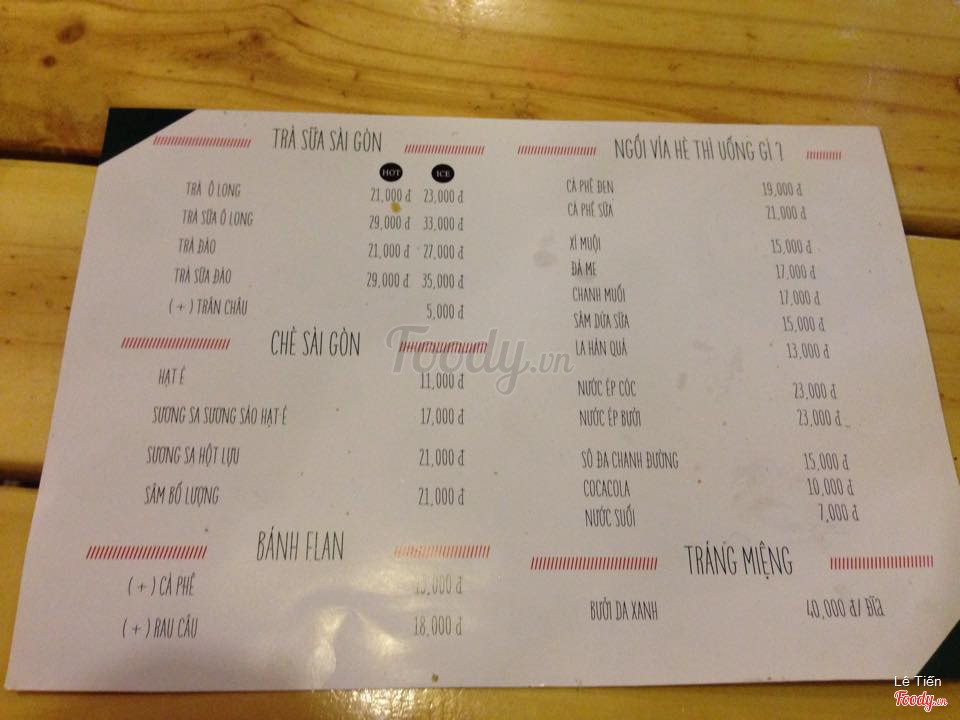 TRÀ SỮA SÀI GÒN
HOT ICE
TRÀ Ô LONG 21,000 đ 23,000 đ
TRÀ SỮA Ô LONG 29,000 đ 33,000 đ
TRÀ ĐÀO 21,000 đ 27,000 đ
TRÀ SỮA ĐÀO 29,000 đ 35,000 đ
(+) TRÂN CHÂU 5,000 đ
CHÈ SÀI GÒN
HẠT É 11,000 đ
SƯƠNG SA SƯƠNG SÁO HẠT É 17,000 đ
SƯƠNG SA HỘT LỰU 21,000 đ
SÂM BỔ LƯỢNG 21,000 đ
BÁNH FLAN
(+) CÀ PHÊ
(+) RAU CÂU 18,000 đ
NGỒI VỈA HÈ THÌ UỐNG GÌ ?
CÀ PHÊ ĐEN 19,000 đ
CÀ PHÊ SỮA 21,000 đ
XÍ MUỘI 15,000 đ
ĐÁ ME 17,000 đ
CHANH MUỐI 17,000 đ
SÂM DỨA SỮA 15,000 đ
LA HÁN QUẢ 13,000 đ
NƯỚC ÉP CÓC 23,000 đ
NƯỚC ÉP BƯỞI 23,000 đ
SÔ ĐA CHANH ĐƯỜNG 15,000 đ
COCACOLA 10,000 đ
NƯỚC SUỐI 7,000 đ
TRÁNG MIỆNG
BƯỞI DA XANH 40,000 đ/ ĐĨA
Foody.vn
Lê Tiến
Foody.vn